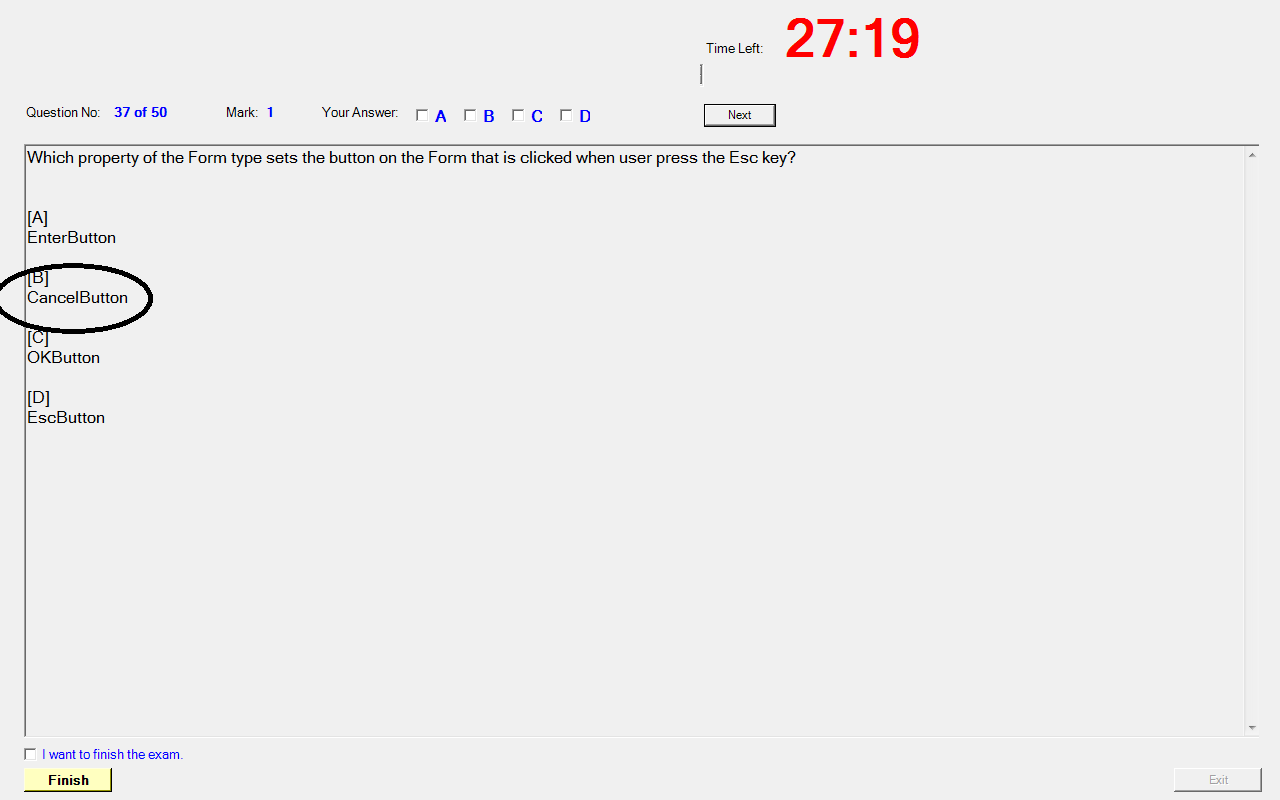 Time Left: 27:19
Question No: 37 of 50 Mark: 1 Your Answer: A B C D Next
Which property of the Form type sets the button on the Form that is clicked when user press the Esc key?
[A]
EnterButton
[B]
CancelButton
[C]
OKButton
[D]
EscButton
I want to finish the exam.
Finish Exit